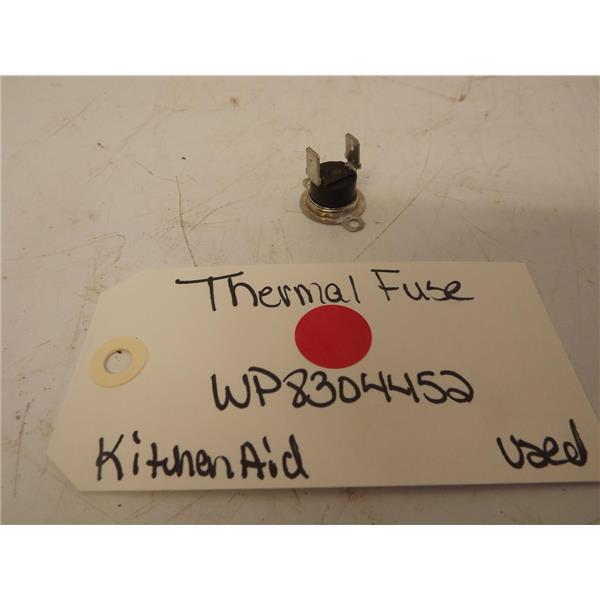 Thermal Fuse
WP8304452
KitchenAid
used